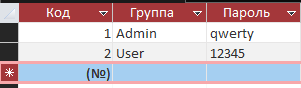 Код Группа Пароль
1 Admin qwerty
2 User 12345
(№)